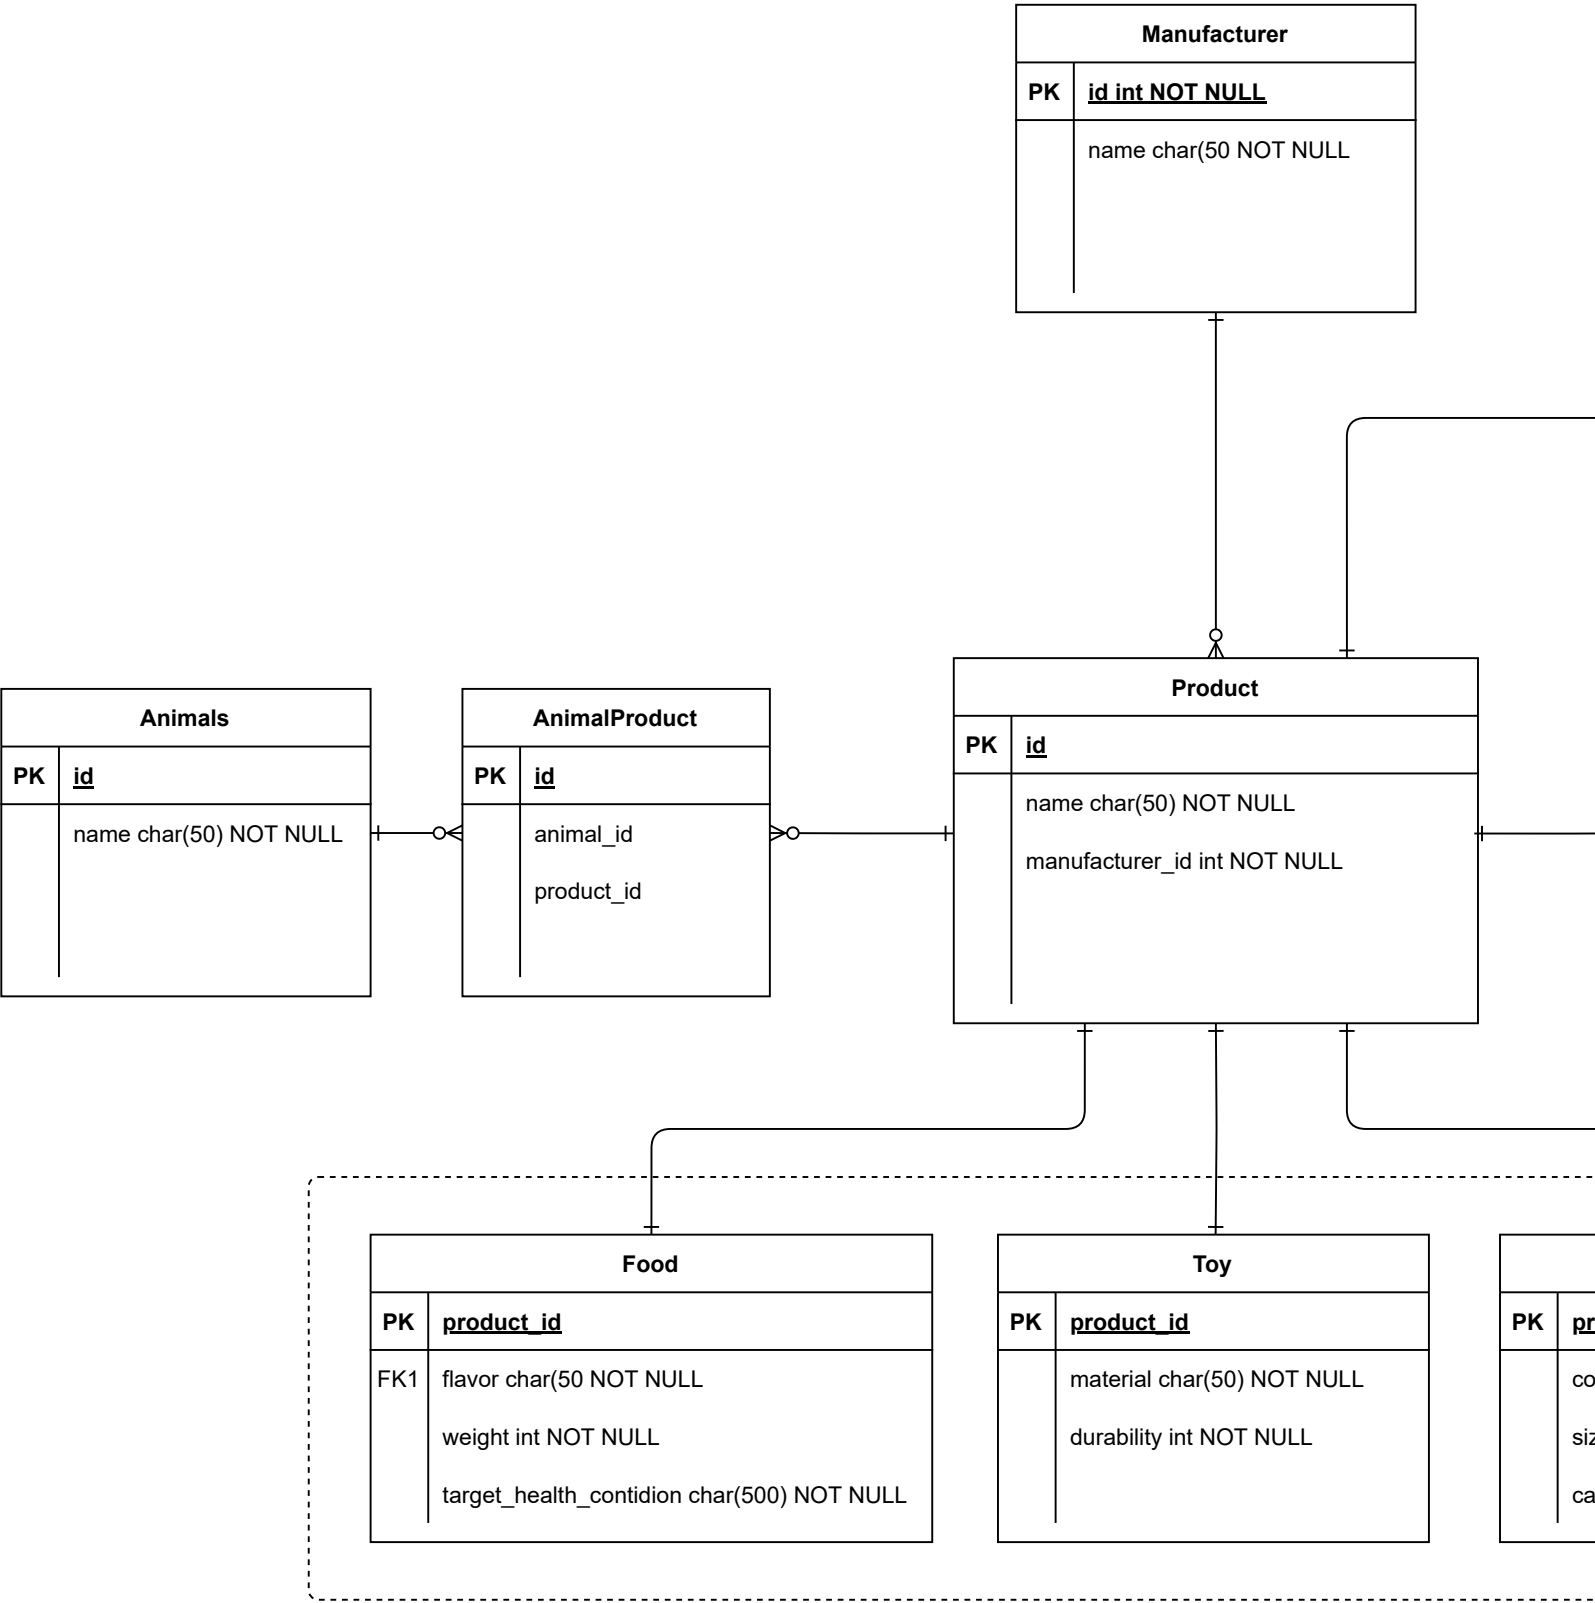 Manufacturer
PK id int NOT NULL
name char(50 NOT NULL
Animals
PK id
name char(50) NOT NULL
AnimalProduct
PK id
animal_id
product_id
Product
PK id
name char(50) NOT NULL
manufacturer_id int NOT NULL
Food
PK product_id
FK1 flavor char(50 NOT NULL
weight int NOT NULL
target_health_contidion char(500) NOT NULL
Toy
PK product_id
material char(50) NOT NULL
durability int NOT NULL
PK